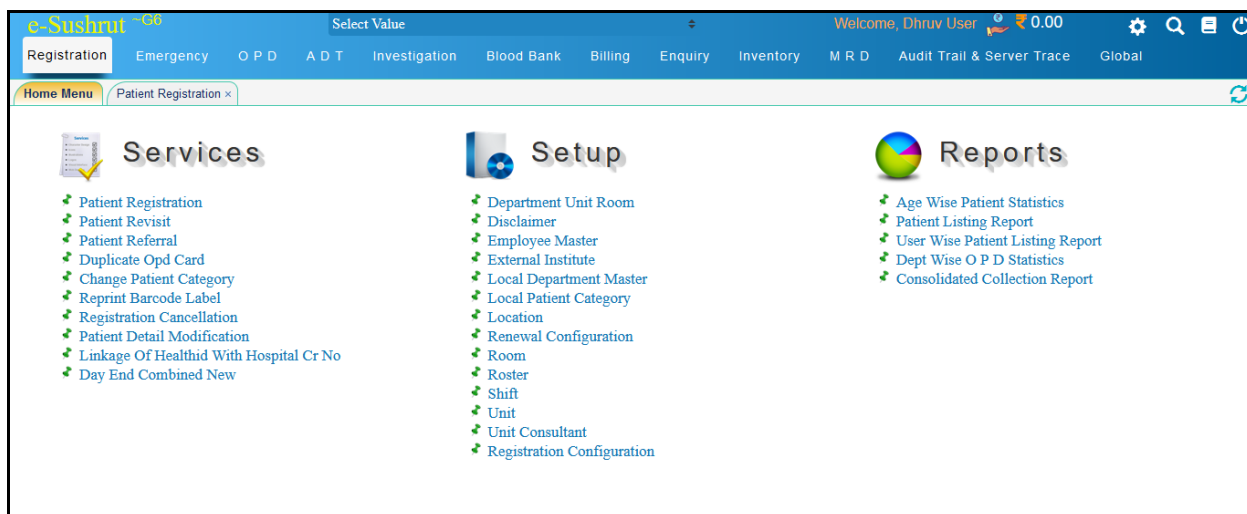 e-Sushrut ~G6 Select Value Welcome, Dhruv User ₹ 0.00
Registration Emergency O P D A D T Investigation Blood Bank Billing Enquiry Inventory M R D Audit Trail & Server Trace Global
Home Menu Patient Registration ×
Services
Patient Registration
Patient Revisit
Patient Referral
Duplicate Opd Card
Change Patient Category
Reprint Barcode Label
Registration Cancellation
Patient Detail Modification
Linkage Of Healthid With Hospital Cr No
Day End Combined New
Setup
Department Unit Room
Disclaimer
Employee Master
External Institute
Local Department Master
Local Patient Category
Location
Renewal Configuration
Room
Roster
Shift
Unit
Unit Consultant
Registration Configuration
Reports
Age Wise Patient Statistics
Patient Listing Report
User Wise Patient Listing Report
Dept Wise O P D Statistics
Consolidated Collection Report